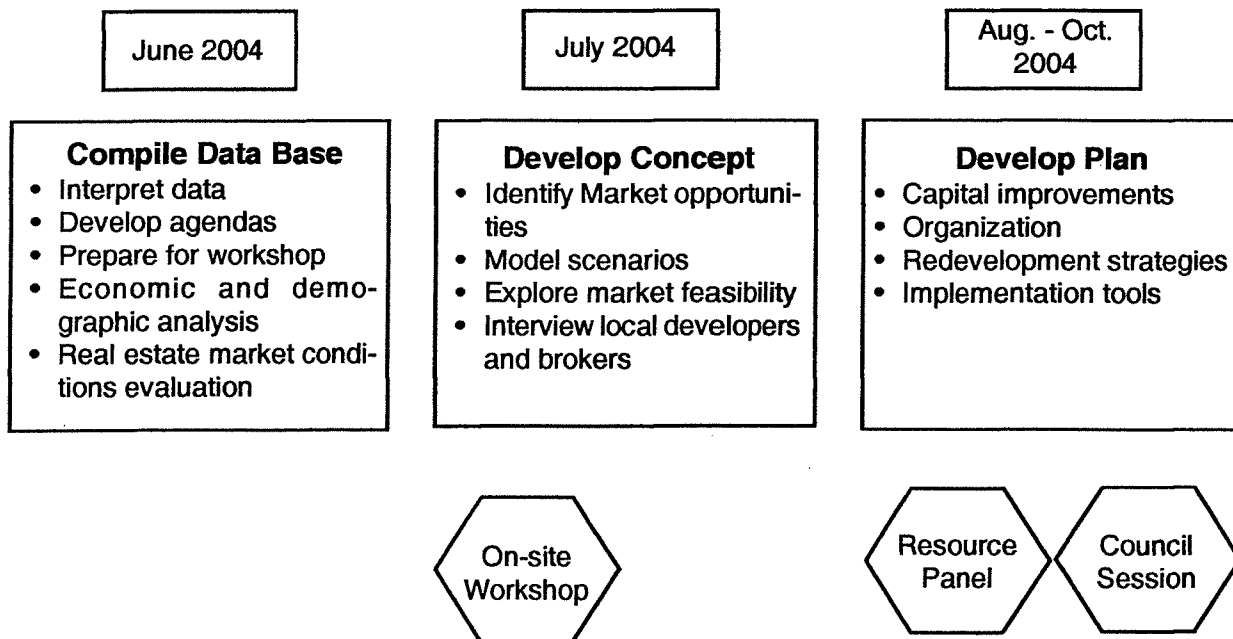 June 2004
July 2004
Aug. - Oct.
2004
Compile Data Base
• Interpret data
• Develop agendas
• Prepare for workshop
• Economic and demo-
graphic analysis
• Real estate market condi-
tions evaluation
Develop Concept
• Identify Market opportuni-
ties
• Model scenarios
• Explore market feasibility
• Interview local developers
and brokers
Develop Plan
• Capital improvements
• Organization
• Redevelopment strategies
• Implementation tools
On-site
Workshop
Resource
Panel
Council
Session